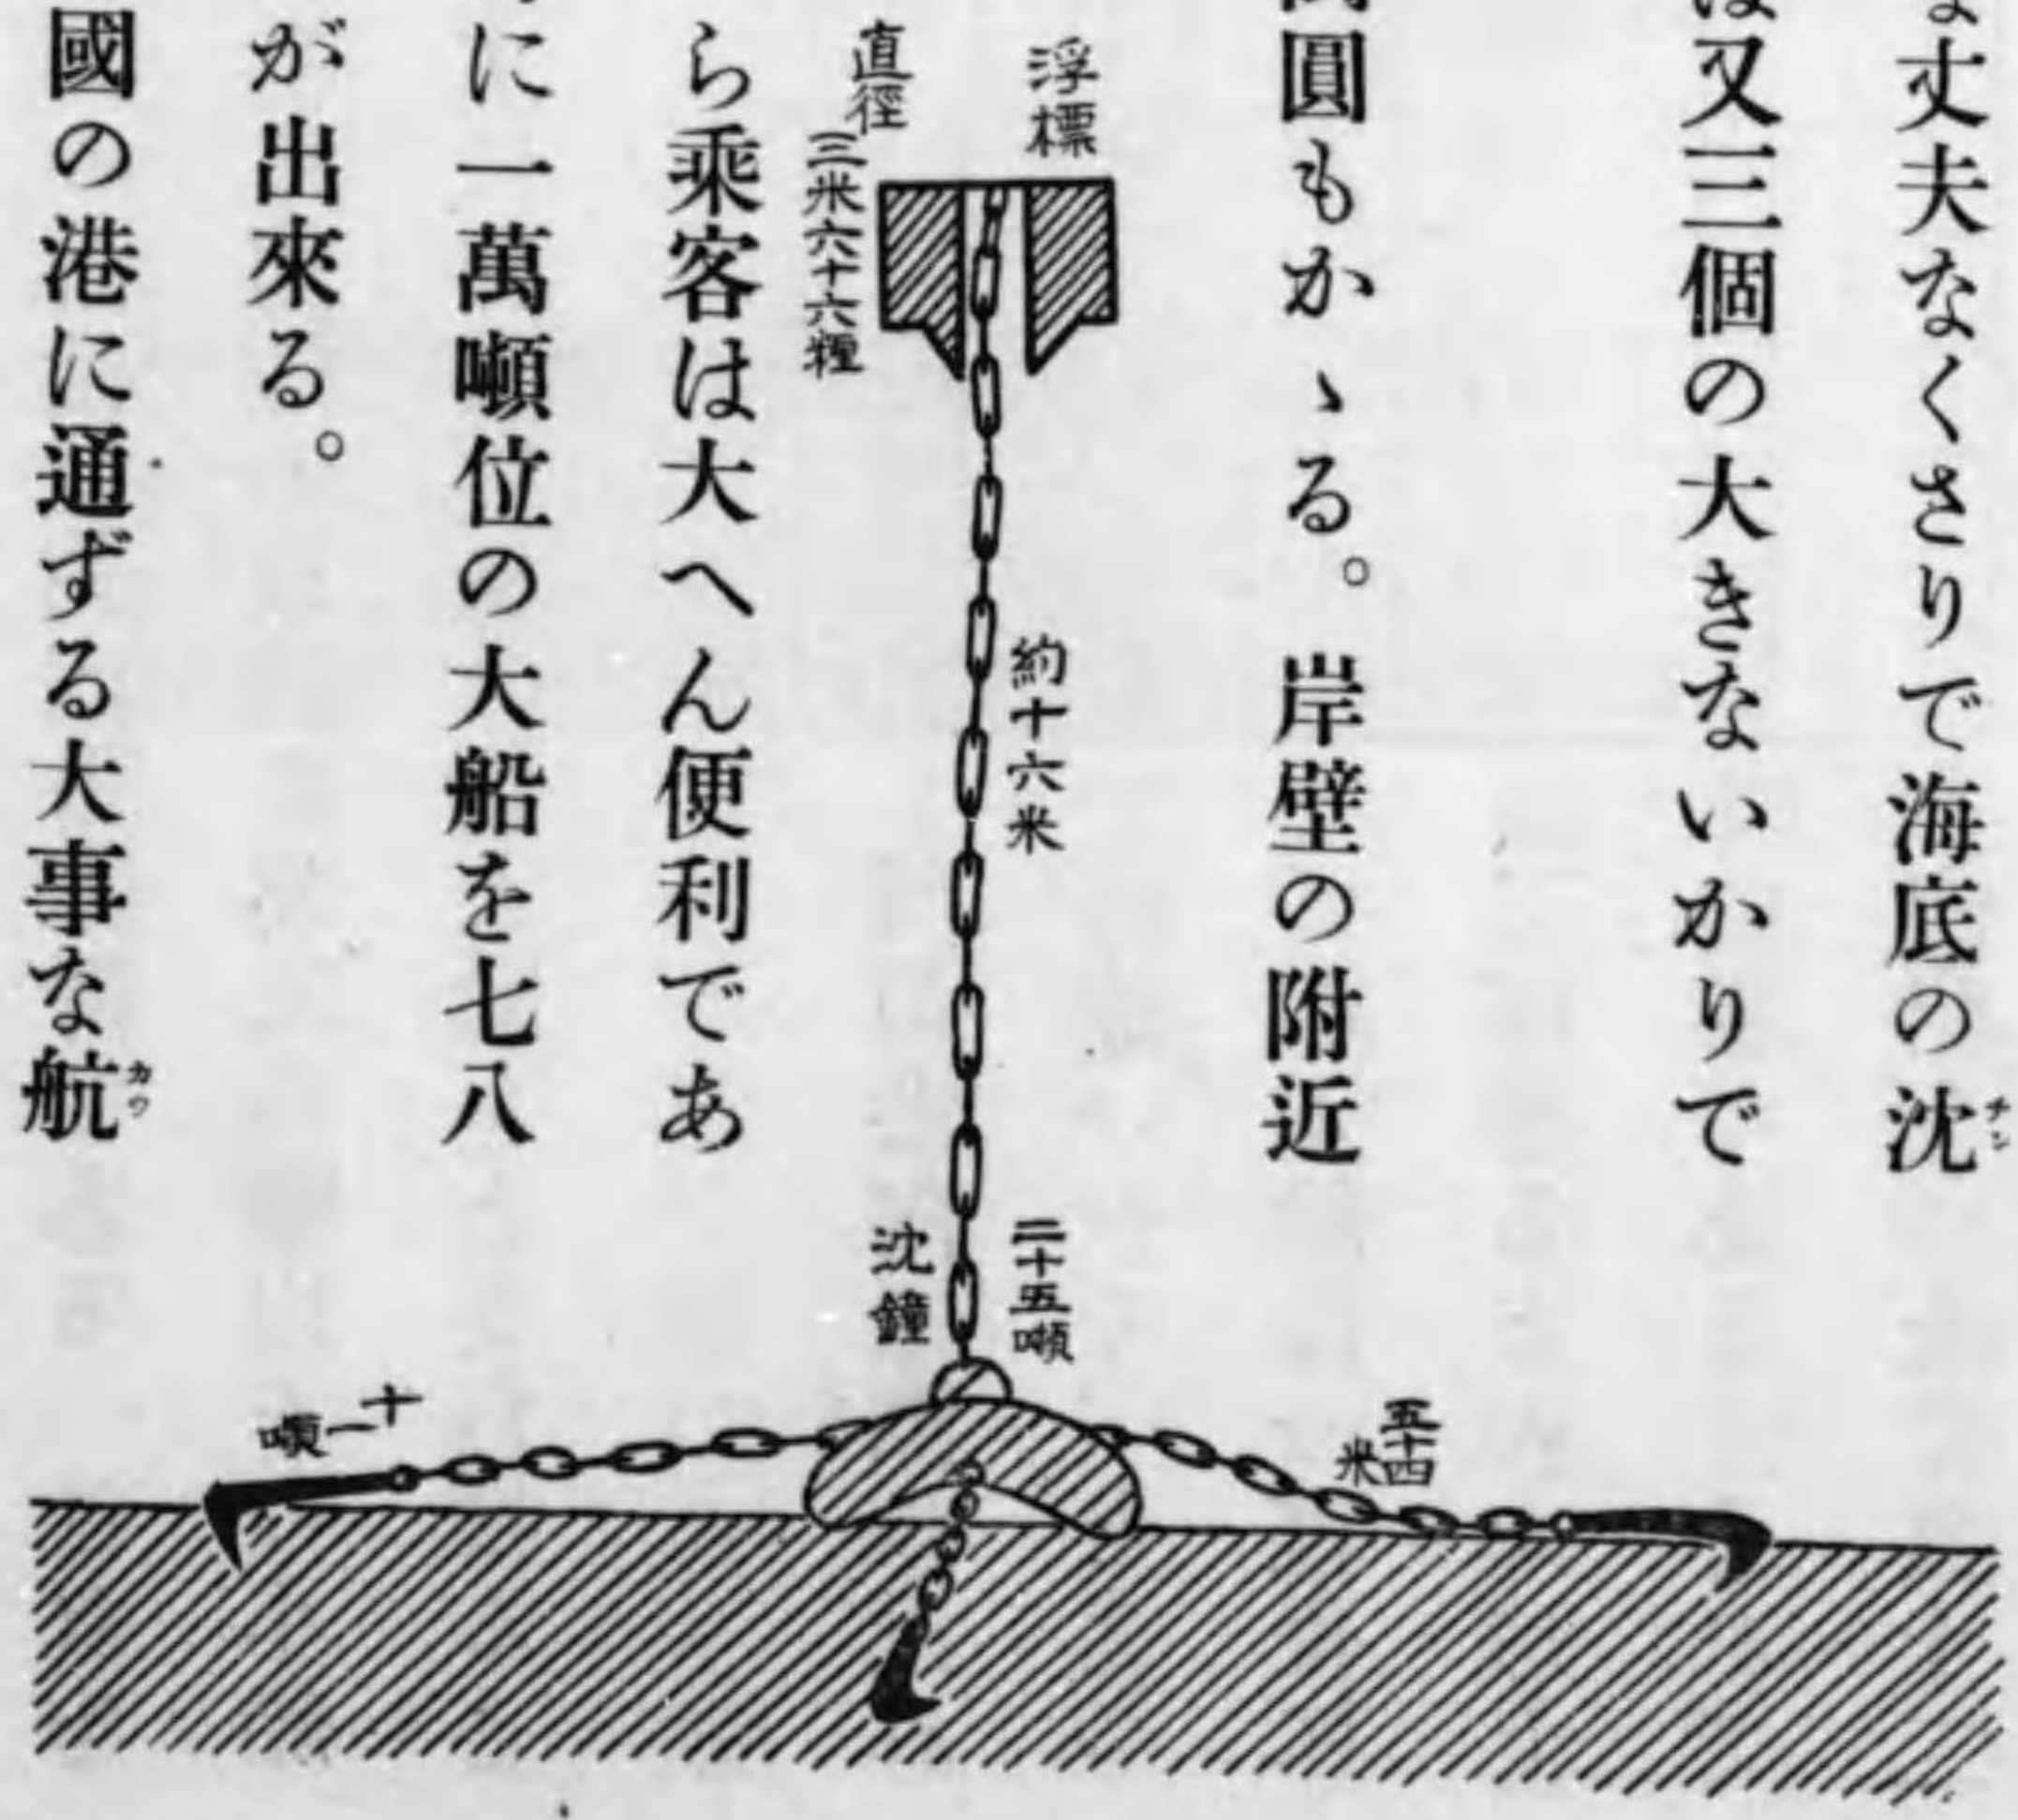 な丈夫なくさりで海底の沈
チン
は又三個の大きないかりで
圓もかゝる。岸壁の附近
浮標
直徑
三米六十六糎
約十六米
二十五噸
沈鐘
五十四米
十一噸
ら乘客は大へん便利であ
に一萬噸位の大船を七八
が出來る。
國の港に通ずる大事な航
カウ